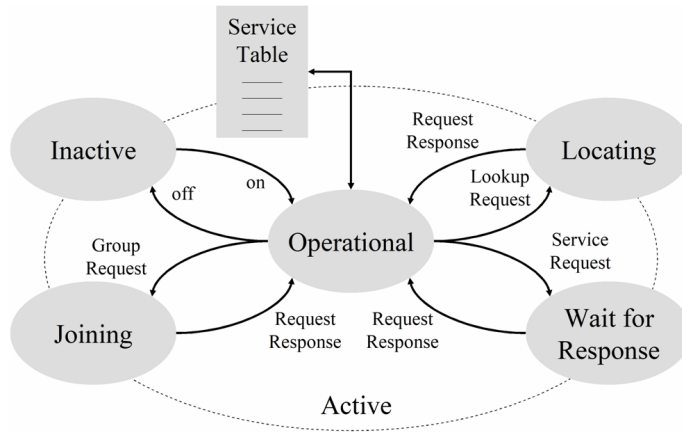 Service
Table
Inactive
off
on
Request
Response
Lookup
Request
Locating
Operational
Group
Request
Service
Request
Joining
Request
Response
Request
Response
Wait for
Response
Active